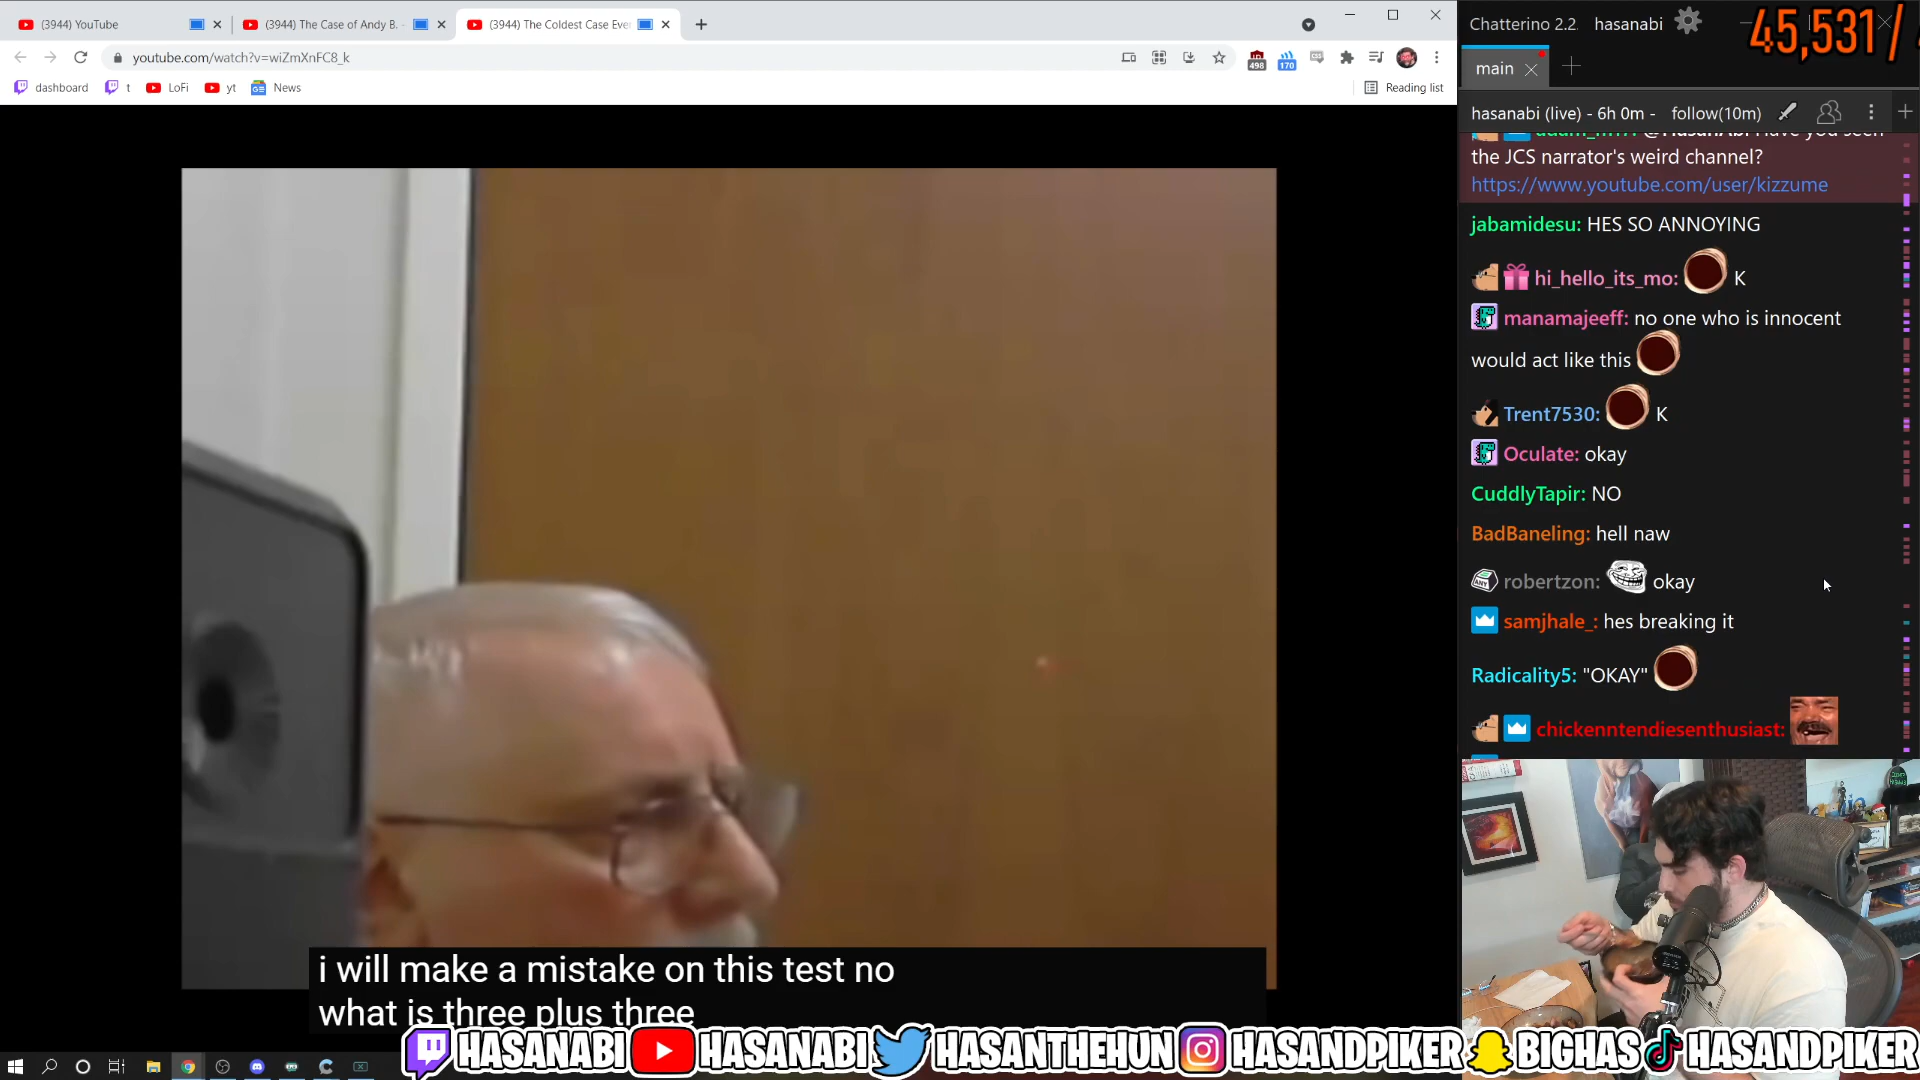 (3944) YouTube
(3944) The Case of Andy B. -
(3944) The Coldest Case Ever
youtube.com/watch?v=wiZmXnFC8_k
498
170
dashboard
t
LoFi
yt
News
Reading list
Chatterino 2.2.
hasanabi
45,531 /
main
hasanabi (live) - 6h 0m -
follow(10m)
the JCS narrator's weird channel?
https://www.youtube.com/user/kizzume
jabamidesu: HES SO ANNOYING
hi_hello_its_mo: K
manamajeeff: no one who is innocent
would act like this
Trent7530: K
Oculate: okay
CuddlyTapir: NO
BadBaneling: hell naw
robertzon: okay
samjhale_: hes breaking it
Radicality5: "OKAY"
chickenntendiesenthusiast:
i will make a mistake on this test no
what is three plus three
HASANABI
HASANABI
HASANTHEHUN
HASANDPIKER
BIGHAS
HASANDPIKER